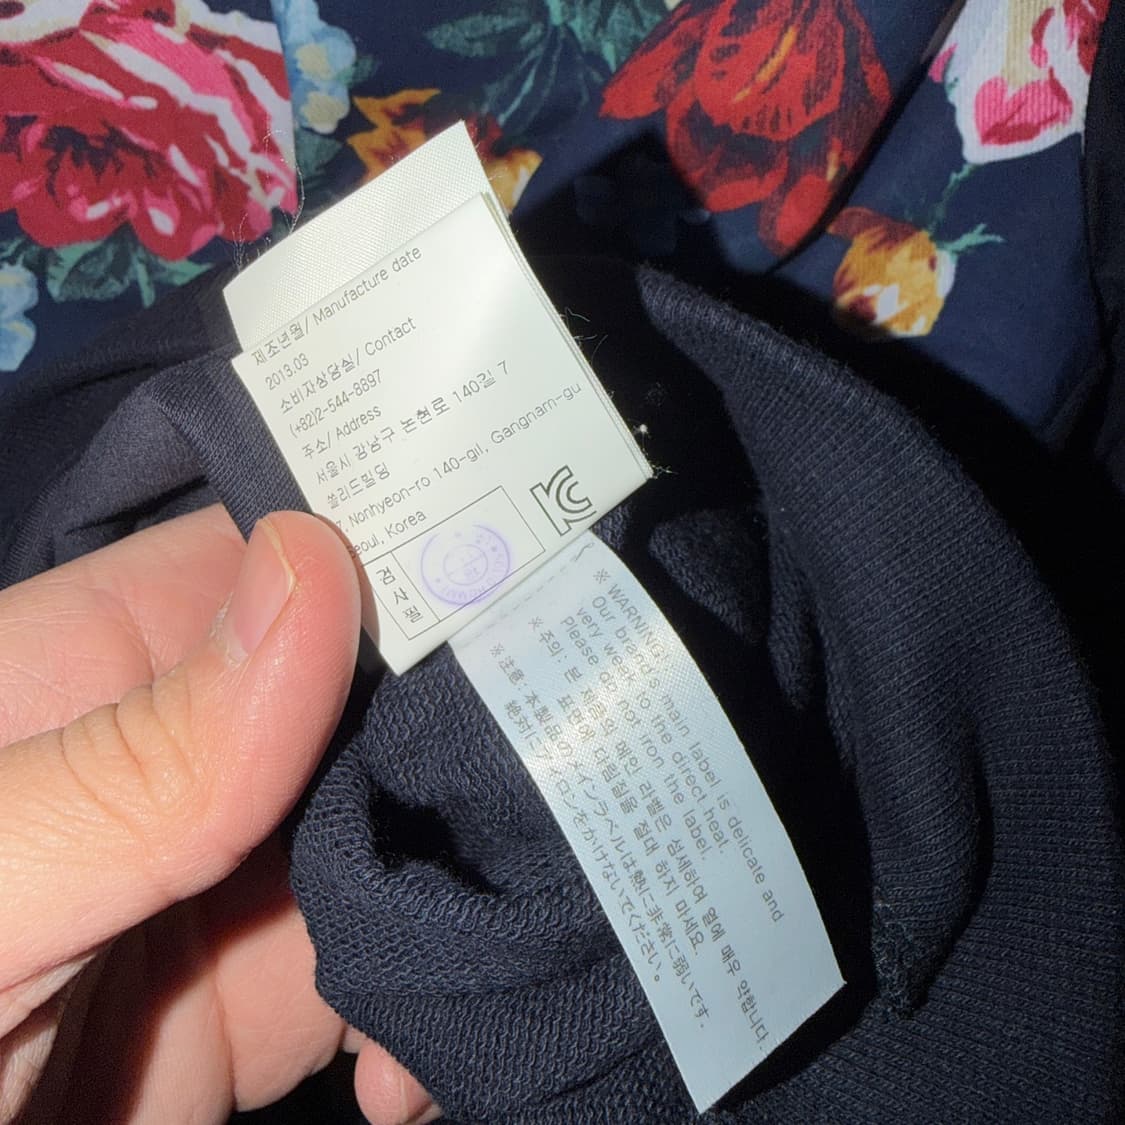 제조년월/ Manufacture date
2013.03
소비자상담실/ Contact
(+82)2-544-8897
주소/ Address
서울시 강남구 논현로 140길 7
쏠리드빌딩
7, Nonhyeon-ro 140-gil, Gangnam-gu
Seoul, Korea
검사필
※ WARNING:
Our brand's main label is delicate and
very weak to the direct heat.
Please do not iron the label.
※ 주의 : 본 제품의 메인 라벨은 섬세하여 열에 매우 약합니다.
표면에 다림질을 절대 하지 마세요.
※ 注意 : 本製品のメインラベルは熱に非常に弱いです.
絶対にアイロンをかけないでください。